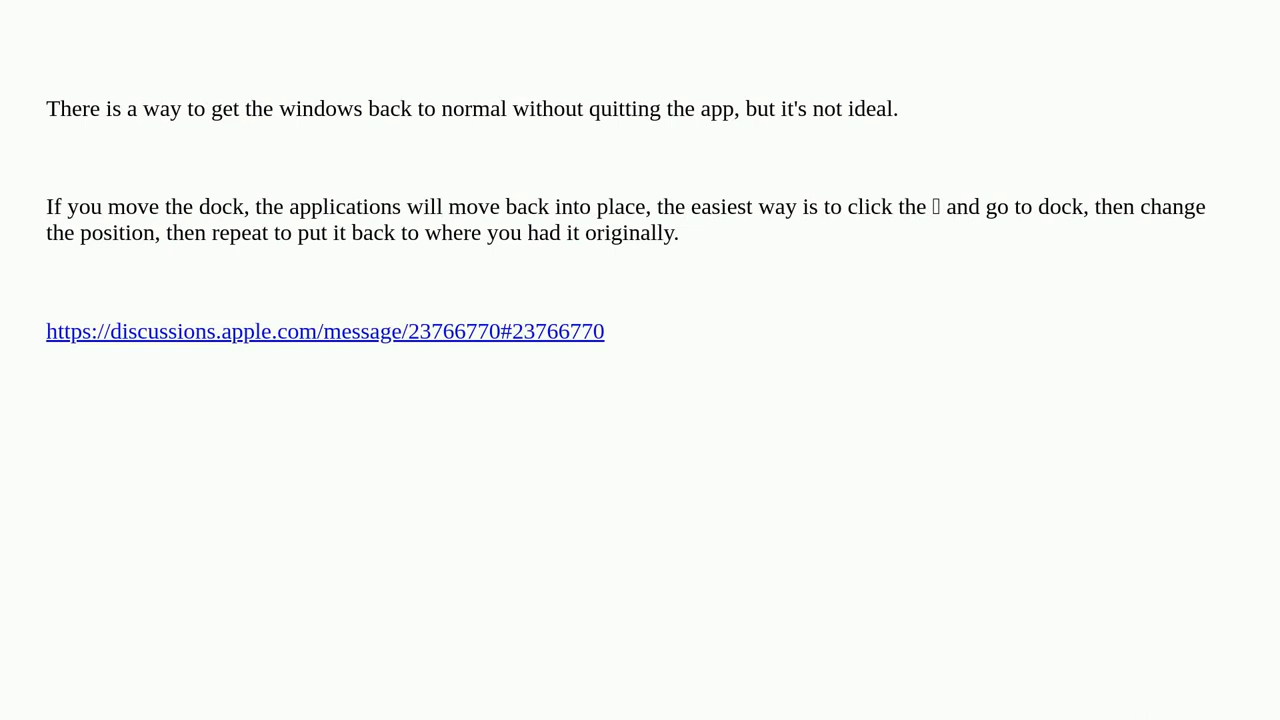 There is a way to get the windows back to normal without quitting the app, but it's not ideal.
If you move the dock, the applications will move back into place, the easiest way is to click the  and go to dock, then change
the position, then repeat to put it back to where you had it originally.
https://discussions.apple.com/message/23766770#23766770